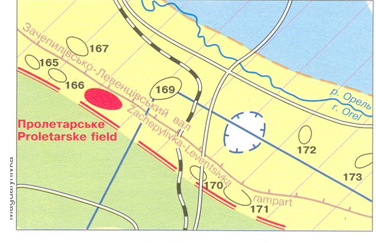 Зачепилівсько-Левенцівський вал
Zachepylivka-Leventsivka rampart
167
165
166
169
Пролетарське
Proletarske field
р. Орель
r. Orel
172
173
170
171